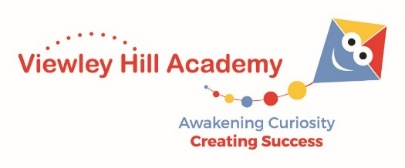 Viewley Hill Academy
Awakening Curiosity
Creating Success